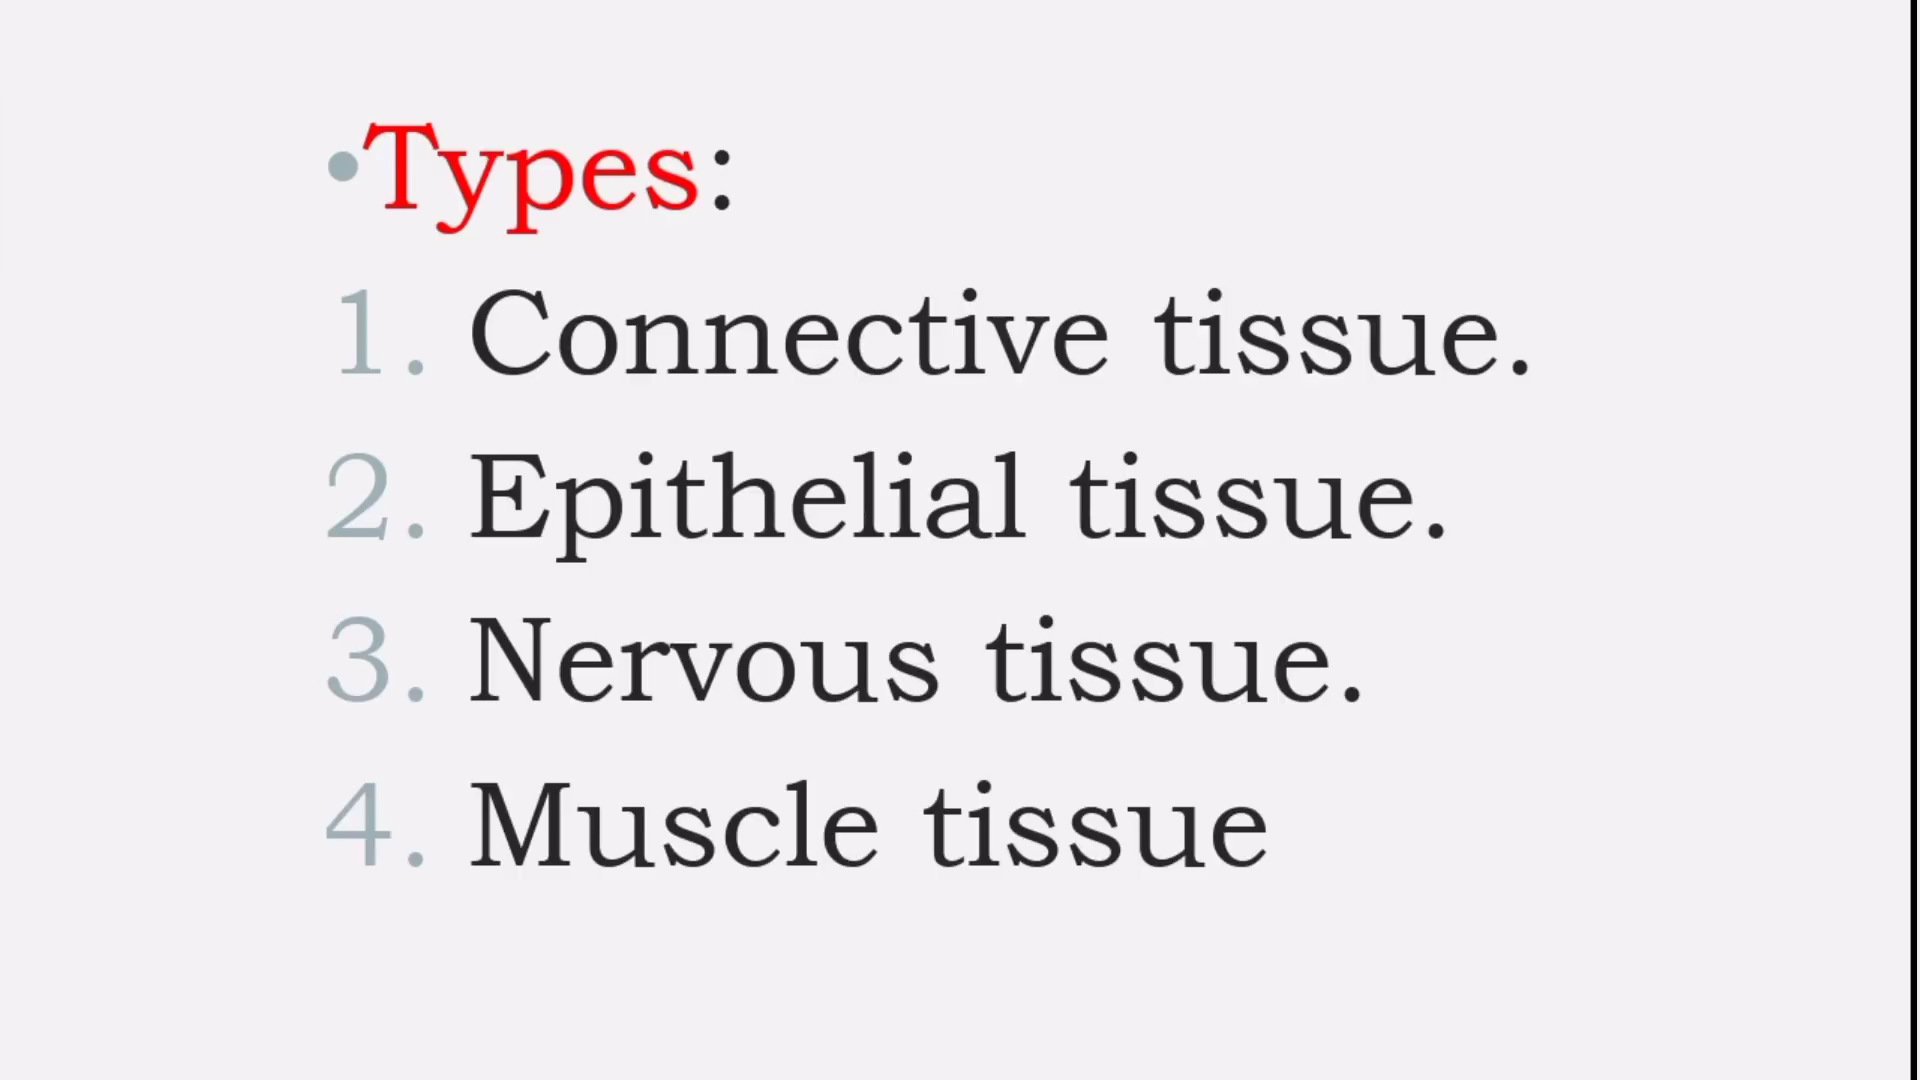 •Types:
1. Connective tissue.
2. Epithelial tissue.
3. Nervous tissue.
4. Muscle tissue